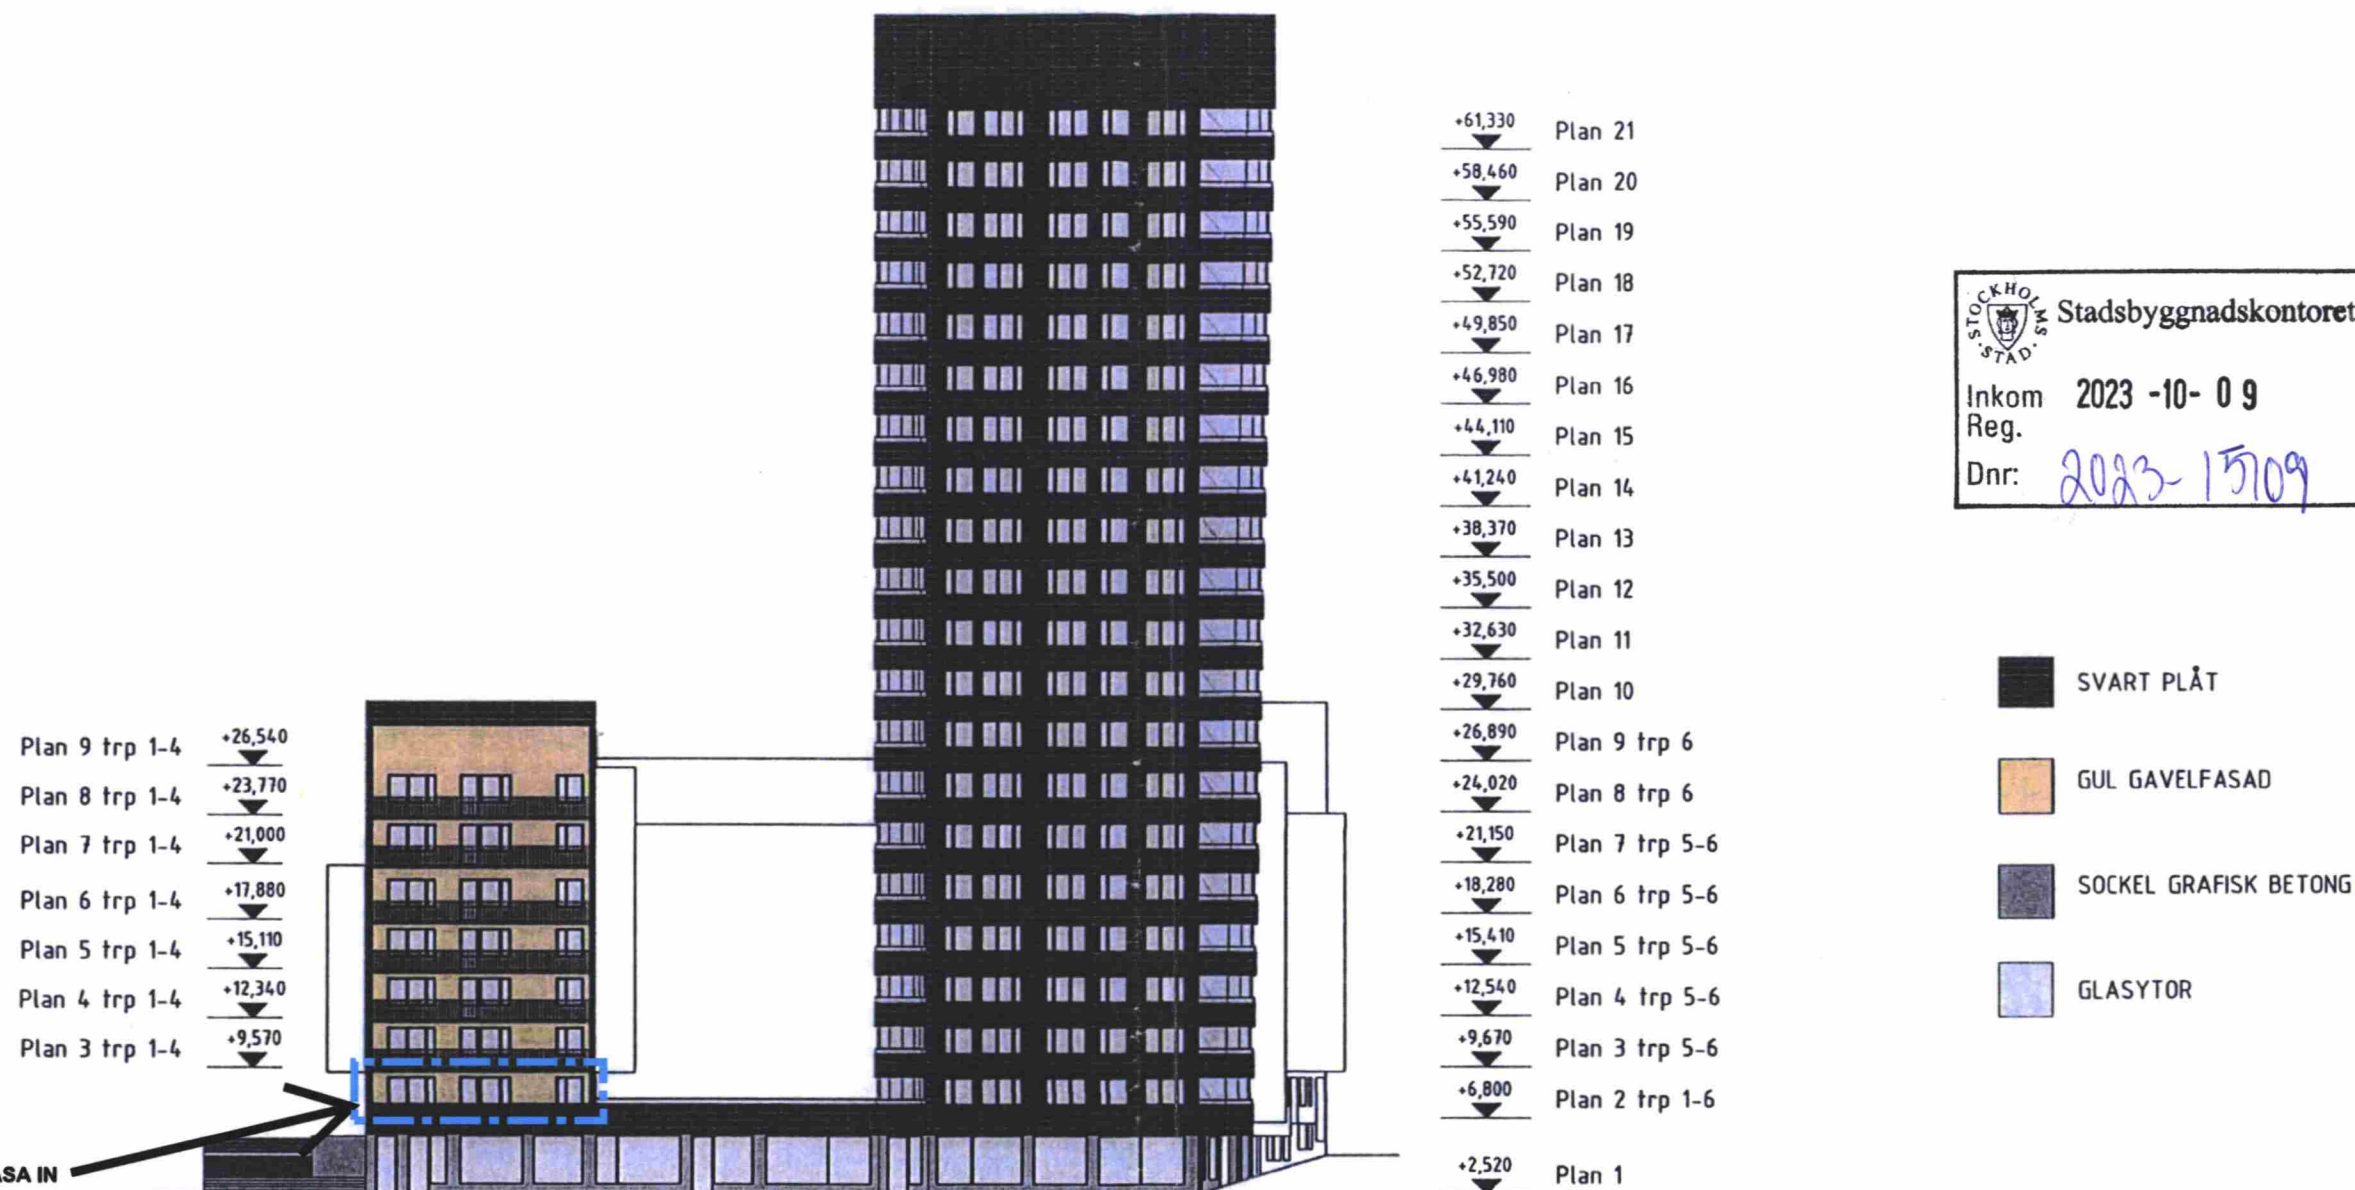 Plan 9 trp 1-4 +26,540
Plan 8 trp 1-4 +23,770
Plan 7 trp 1-4 +21,000
Plan 6 trp 1-4 +17,880
Plan 5 trp 1-4 +15,110
Plan 4 trp 1-4 +12,340
Plan 3 trp 1-4 +9,570
ASA IN
+61,330 Plan 21
+58,460 Plan 20
+55,590 Plan 19
+52,720 Plan 18
+49,850 Plan 17
+46,980 Plan 16
+44,110 Plan 15
+41,240 Plan 14
+38,370 Plan 13
+35,500 Plan 12
+32,630 Plan 11
+29,760 Plan 10
+26,890 Plan 9 trp 6
+24,020 Plan 8 trp 6
+21,150 Plan 7 trp 5-6
+18,280 Plan 6 trp 5-6
+15,410 Plan 5 trp 5-6
+12,540 Plan 4 trp 5-6
+9,670 Plan 3 trp 5-6
+6,800 Plan 2 trp 1-6
+2,520 Plan 1
STOCKHOLMS STAD
Stadsbyggnadskontoret
Inkom 2023 -10- 0 9
Reg.
Dnr: 2023-15109
SVART PLÅT
GUL GAVELFASAD
SOCKEL GRAFISK BETONG
GLASYTOR